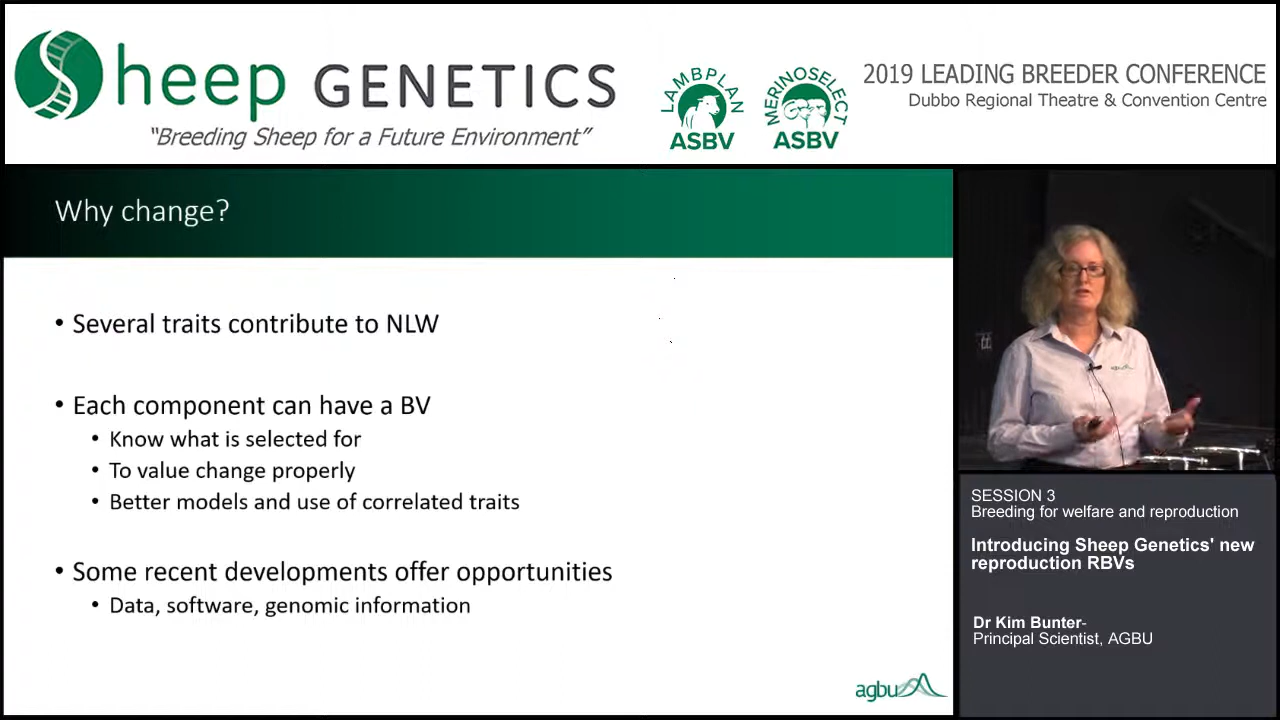 Sheep GENETICS
“Breeding Sheep for a Future Environment”
LAMBPLAN
ASBV
MERINOSELECT
ASBV
2019 LEADING BREEDER CONFERENCE
Dubbo Regional Theatre & Convention Centre
Why change?
• Several traits contribute to NLW
• Each component can have a BV
• Know what is selected for
• To value change properly
• Better models and use of correlated traits
• Some recent developments offer opportunities
• Data, software, genomic information
agbu
SESSION 3
Breeding for welfare and reproduction
Introducing Sheep Genetics' new
reproduction RBVs
Dr Kim Bunter-
Principal Scientist, AGBU